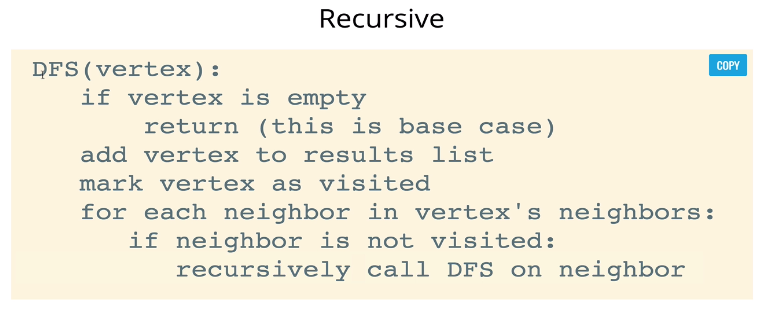 Recursive
COPY
DFS(vertex):
if vertex is empty
return (this is base case)
add vertex to results list
mark vertex as visited
for each neighbor in vertex's neighbors:
if neighbor is not visited:
recursively call DFS on neighbor